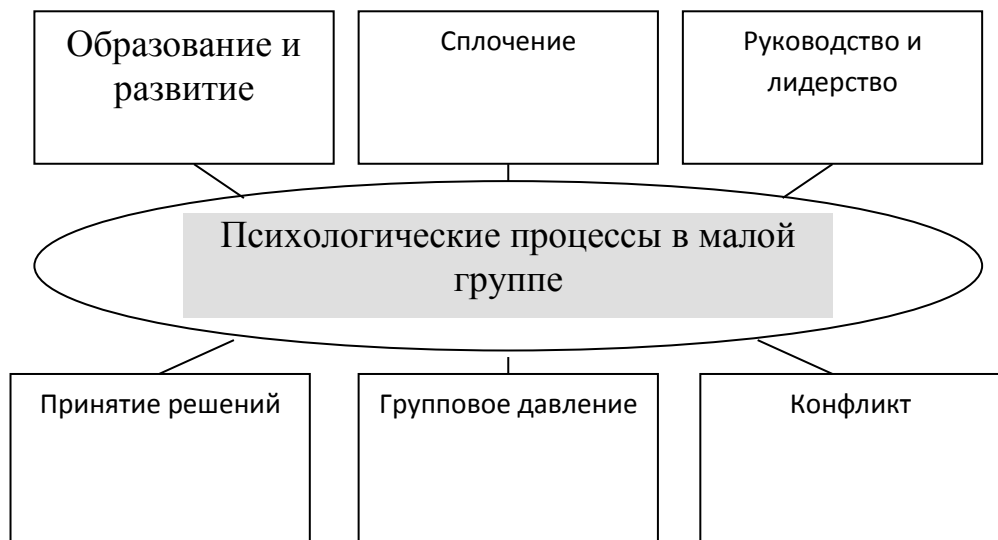 Образование и
развитие
Сплочение
Руководство и
лидерство
Психологические процессы в малой
группе
Принятие решений
Групповое давление
Конфликт